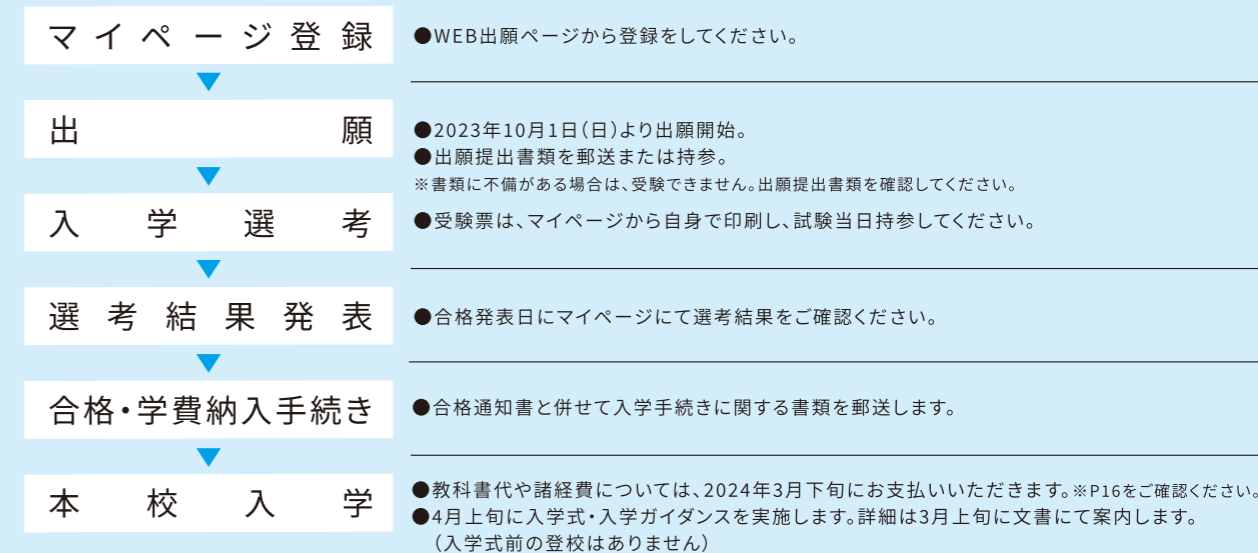 マイページ登録
●WEB出願ページから登録をしてください。
出願
●2023年10月1日(日)より出願開始。
●出願提出書類を郵送または持参。
※書類に不備がある場合は、受験できません。出願提出書類を確認してください。
入学選考
●受験票は、マイページから自身で印刷し、試験当日持参してください。
選考結果発表
●合格発表日にマイページにて選考結果をご確認ください。
合格・学費納入手続き
●合格通知書と併せて入学手続きに関する書類を郵送します。
本校入学
●教科書代や諸経費については、2024年3月下旬にお支払いいただきます。※P16をご確認ください。
●4月上旬に入学式・入学ガイダンスを実施します。詳細は3月上旬に文書にて案内します。
(入学式前の登校はありません)